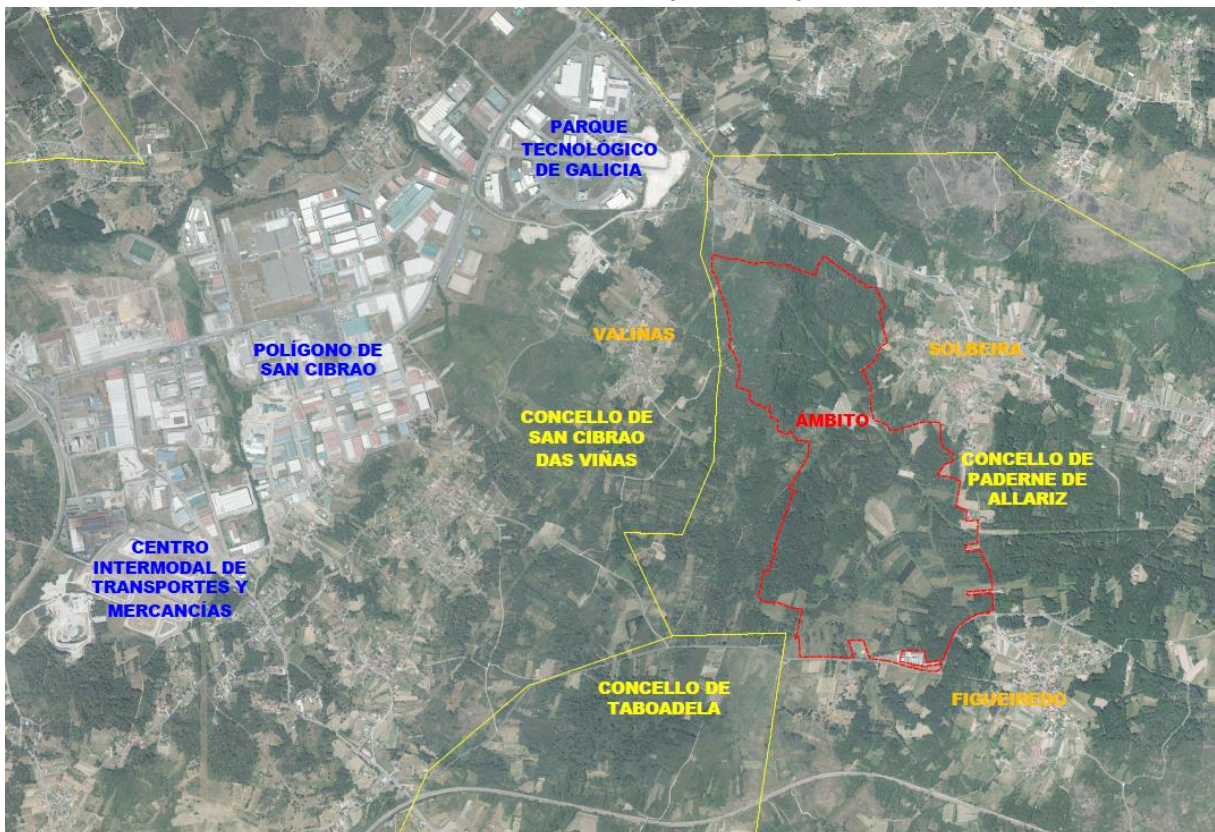 PARQUE
TECNOLÓGICO
DE GALICIA
POLÍGONO DE
SAN CIBRAO
VALIÑAS
SOLBEIRA
CONCELLO DE
SAN CIBRAO
DAS VIÑAS
ÁMBITO
CONCELLO DE
PADERNE DE
ALLARIZ
CENTRO
INTERMODAL DE
TRANSPORTES Y
MERCANCÍAS
CONCELLO DE
TABOADELA
FIGUEIREDO